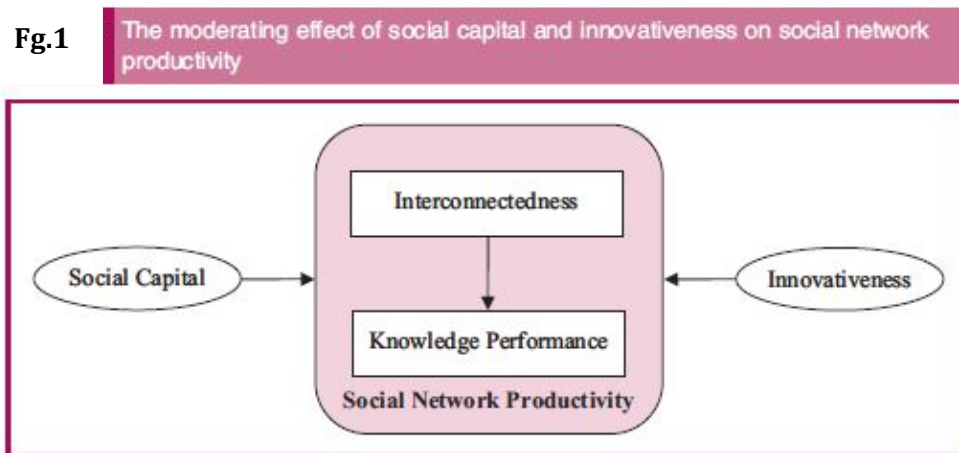 Fg.1
The moderating effect of social capital and innovativeness on social network
productivity
Interconnectedness
Social Capital
Innovativeness
Knowledge Performance
Social Network Productivity